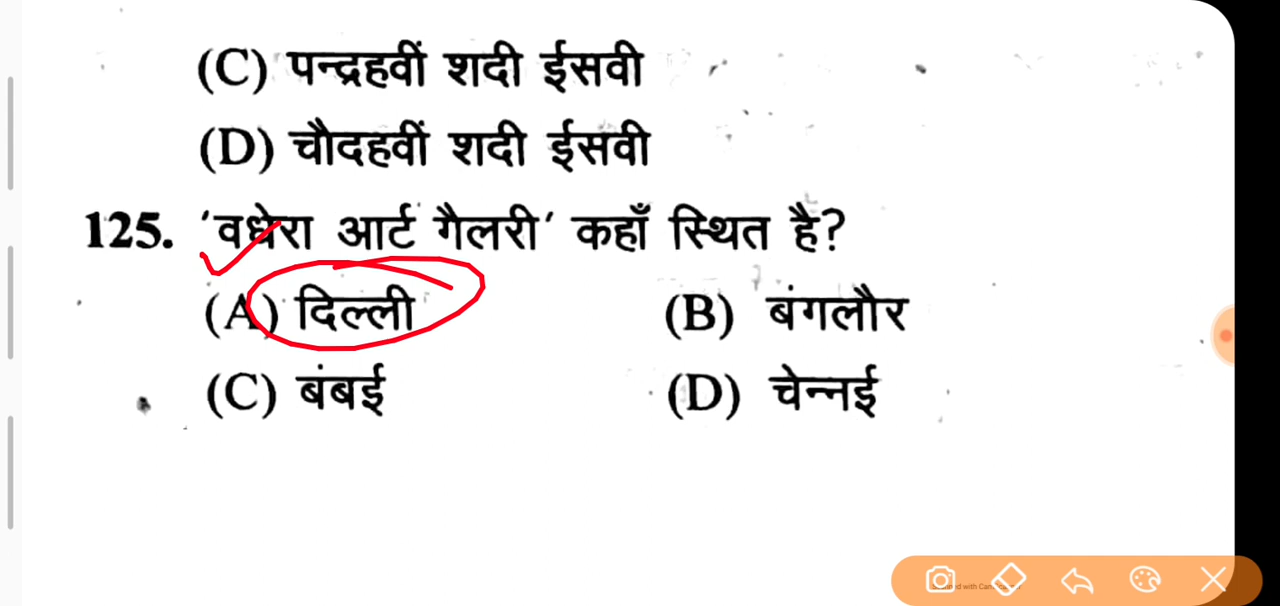 (C) पन्द्रहवीं शदी ईसवी
(D) चौदहवीं शदी ईसवी
125. ‘वधेरा आर्ट गैलरी’ कहाँ स्थित है?
(A) दिल्ली (B) बंगलौर
(C) बंबई (D) चेन्नई